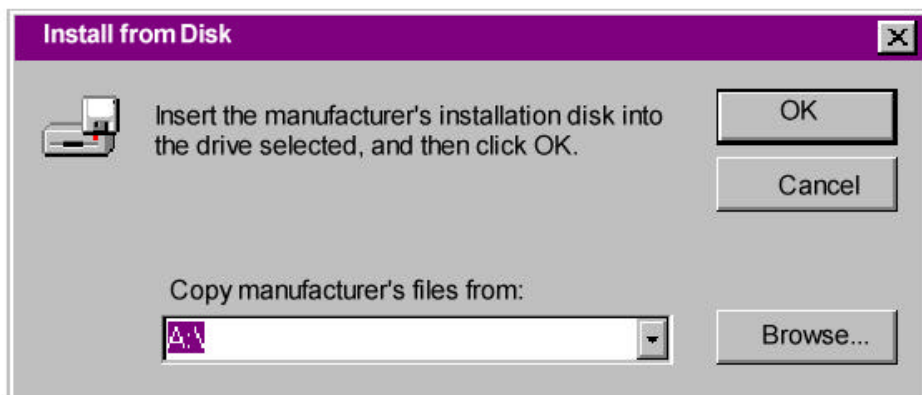 Install from Disk
Insert the manufacturer's installation disk into
the drive selected, and then click OK.
OK
Cancel
Copy manufacturer's files from:
A:\
Browse...